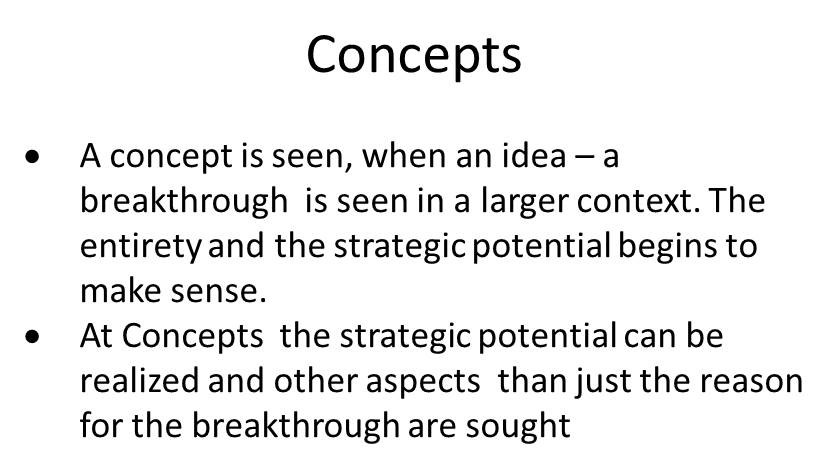 Concepts
• A concept is seen, when an idea – a
breakthrough  is seen in a larger context. The
entirety and the strategic potential begins to
make sense.
• At Concepts  the strategic potential can be
realized and other aspects  than just the reason
for the breakthrough are sought